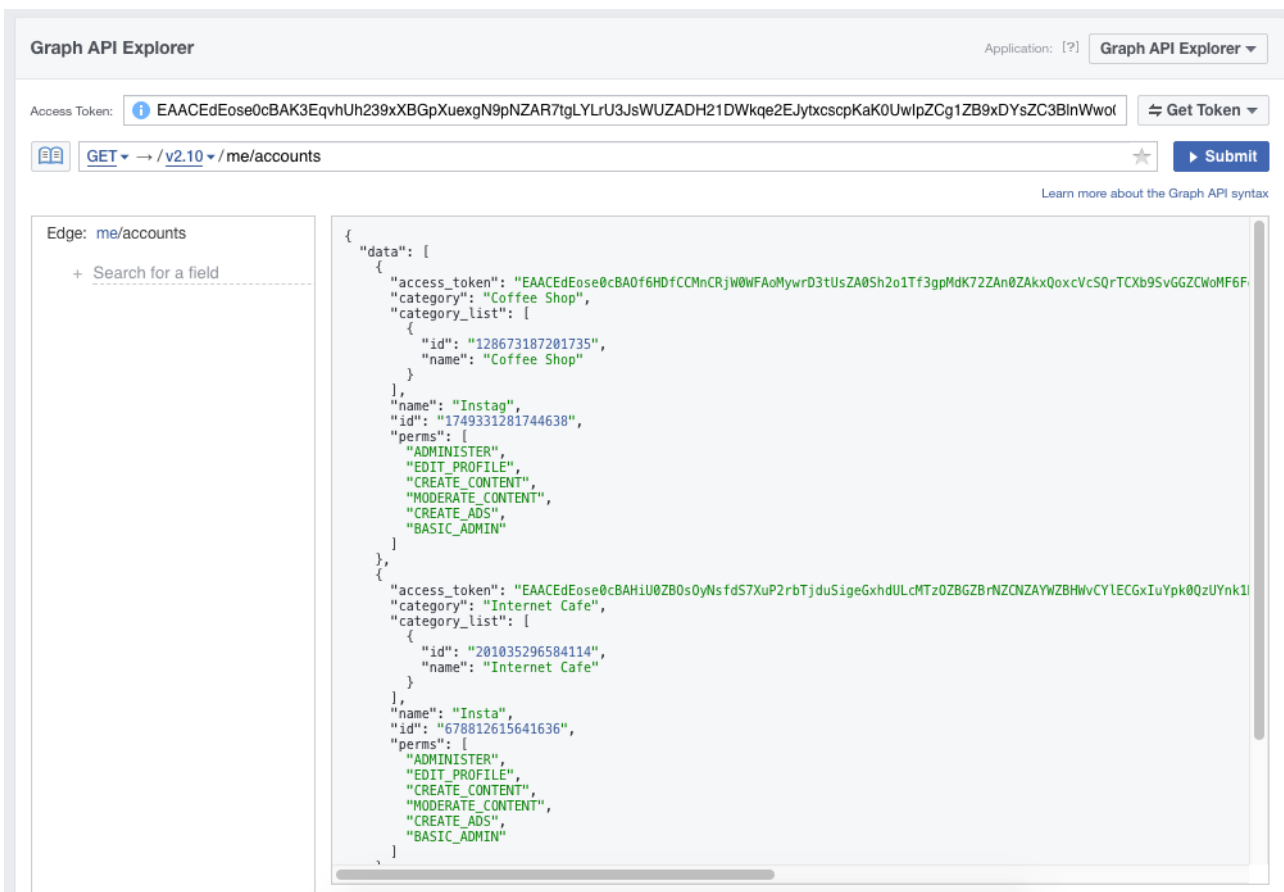 Graph API Explorer
Application: [?] Graph API Explorer
Access Token: EAACEdEose0cBAK3EqvhUh239xXBGpXuexgN9pNZAR7tgLYLrU3JsWUZADH21DWkqe2EJytxcscpKaK0UwIpZCg1ZB9xDYsZC3BlnWwo(
Get Token
GET → / v2.10 / me/accounts
Submit
Learn more about the Graph API syntax
Edge: me/accounts
+ Search for a field
{
"data": [
{
"access_token": "EAACEdEose0cBAOf6HDfCCMnCRjW0WFAoMywrD3tUsZA0Sh2o1Tf3gpMdK72ZAn0ZAkxQoxcVcSQrTCXb9SvGGZCWoMF6F
"category": "Coffee Shop",
"category_list": [
{
"id": "128673187201735",
"name": "Coffee Shop"
}
],
"name": "Instag",
"id": "1749331281744638",
"perms": [
"ADMINISTER",
"EDIT_PROFILE",
"CREATE_CONTENT",
"MODERATE_CONTENT",
"CREATE_ADS",
"BASIC_ADMIN"
]
},
{
"access_token": "EAACEdEose0cBAHiU0ZBOsOyNsfdS7XuP2rbTjduSigeGxhdULcMTzOZBGZBrNZCNZAYWZBHWvCYlECGxIuYpk0QzUYnk1
"category": "Internet Cafe",
"category_list": [
{
"id": "201035296584114",
"name": "Internet Cafe"
}
],
"name": "Insta",
"id": "678812615641636",
"perms": [
"ADMINISTER",
"EDIT_PROFILE",
"CREATE_CONTENT",
"MODERATE_CONTENT",
"CREATE_ADS",
"BASIC_ADMIN"
]